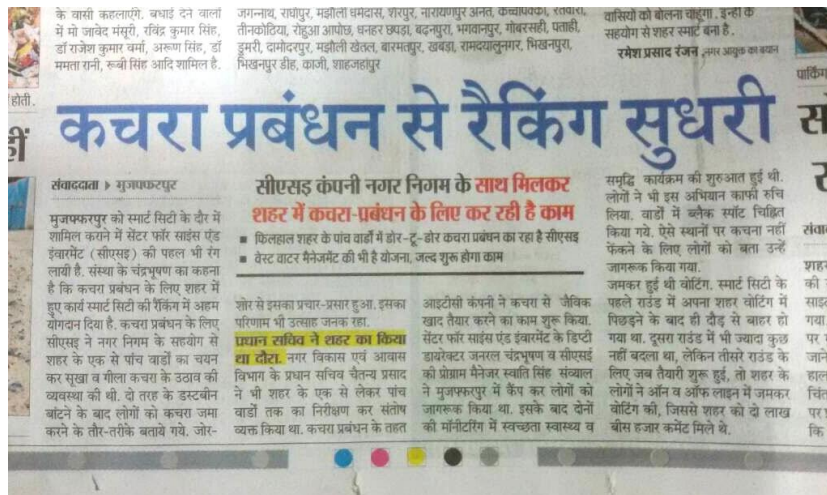 के वासी कहलाएंगे. बधाई देने वालों
में मो जावेद मंसूरी, रविंद्र कुमार सिंह,
डॉ राजेश कुमार वर्मा, अरूण सिंह, डॉ
ममता रानी, रूबी सिंह आदि शामिल है.
जगन्नाथ, राघोपुर, मझौली धर्मदास, शेरपुर, नारायणपुर अनंत,
तीनकोठिया, रोहुआ आपोछ, धनहर छपड़ा, बदनपुरा, भगवानपुर, गोबरसही, पताही,
डुमरी, दामोदरपुर, मझौली खेतल, बारमतपुर, खबड़ा, रामदयालुनगर, भिखनपुरा,
भिखनपुर डीह, काजी, शाहजहांपुर
वासियों को बोलना चाहूंगा. इन्हीं के
सहयोग से शहर स्मार्ट बना है.
रमेश प्रसाद रंजन ,नगर आयुक्त का बयान
होती.
पार्किंग
कचरा प्रबंधन से रैकिंग सुधरी
संवाददाता ▶ मुजफ्फरपुर
मुजफ्फरपुर को स्मार्ट सिटी के दौर में
शामिल कराने में सेंटर फॉर साइंस एंड
इंवारमेंट (सीएसइ) की पहल भी रंग
लायी है. संस्था के चंद्रभूषण का कहना
है कि कचरा प्रबंधन के लिए शहर में
हुए कार्य स्मार्ट सिटी की रैंकिंग में अहम
योगदान दिया है. कचरा प्रबंधन के लिए
सीएसइ ने नगर निगम के सहयोग से
शहर के एक से पांच वार्डों का चयन
कर सूखा व गीला कचरा के उठाव की
व्यवस्था की थी. दो तरह के डस्टबीन
बांटने के बाद लोगों को कचरा जमा
करने के तौर-तरीके बताये गये. जोर-
सीएसइ कंपनी नगर निगम के साथ मिलकर
शहर में कचरा-प्रबंधन के लिए कर रही है काम
■ फिलहाल शहर के पांच वार्डों में डोर-टू-डोर कचरा प्रबंधन का रहा है सीएसइ
■ वेस्ट वाटर मैनेजमेंट की भी है योजना, जल्द शुरू होगा काम
शोर से इसका प्रचार-प्रसार हुआ. इसका
परिणाम भी उत्साह जनक रहा.
प्रधान सचिव ने शहर का किया
था दौरा. नगर विकास एवं आवास
विभाग के प्रधान सचिव चैतन्य प्रसाद
ने भी शहर के एक से लेकर पांच
वार्डों तक का निरीक्षण कर संतोष
व्यक्त किया था. कचरा प्रबंधन के तहत
आइटीसी कंपनी ने कचरा से जैविक
खाद तैयार करने का काम शुरू किया.
सेंटर फॉर साइंस एंड इंवारमेंट के डिप्टी
डायरेक्टर जनरल चंद्रभूषण व सीएसई
की प्रोग्राम मैनेजर स्वाति सिंह संव्याल
ने मुजफ्फरपुर में कैंप कर लोगों को
जागरूक किया था. इसके बाद दोनों
की मॉनीटरिंग में स्वच्छता स्वास्थ्य व
समृद्धि कार्यक्रम की शुरुआत हुई थी.
लोगों ने भी इस अभियान काफी रुचि
लिया. वार्डों में ब्लैक स्पॉट चिह्नित
किया गये. ऐसे स्थानों पर कचना नहीं
फेंकने के लिए लोगों को बता उन्हें
जागरूक किया गया.
जमकर हुई थी वोटिंग. स्मार्ट सिटी के
पहले राउंड में अपना शहर वोटिंग में
पिछड़ने के बाद ही दौड़ से बाहर हो
गया था. दुसरा राउंड में भी ज्यादा कुछ
नहीं बदला था, लेकिन तीसरे राउंड के
लिए जब तैयारी शुरू हुई, तो शहर के
लोगों ने ऑन व ऑफ लाइन में जमकर
वोटिंग की, जिससे शहर को दो लाख
बीस हजार कमेंट मिले थे.